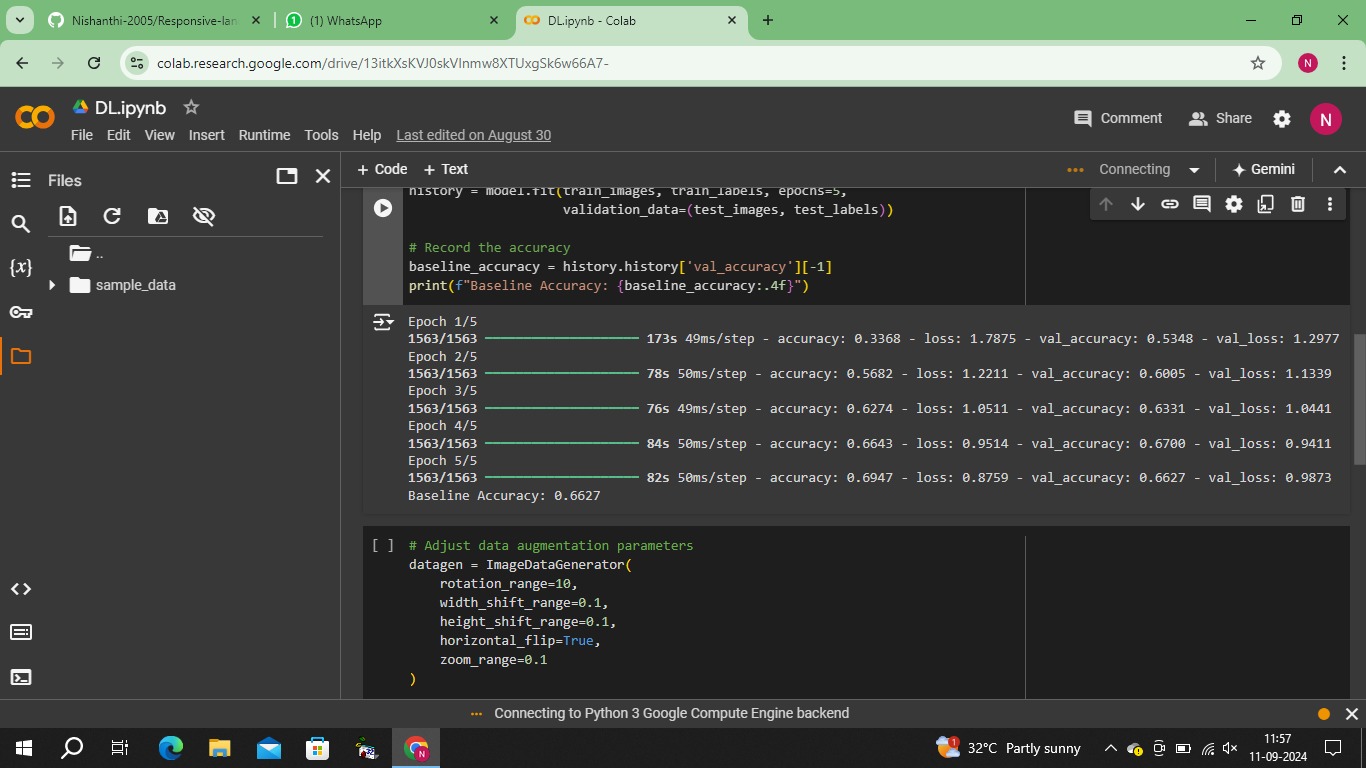 Nishanthi-2005/Responsive-lan
(1) WhatsApp
DL.ipynb - Colab
colab.research.google.com/drive/13itkXsKVJ0skVInmw8XTUxgSk6w66A7-
N
DL.ipynb
File Edit View Insert Runtime Tools Help Last edited on August 30
Comment Share N
Files
+ Code + Text
Connecting
Gemini
..
sample_data
{x}
history = model.fit(train_images, train_labels, epochs=5,
validation_data=(test_images, test_labels))
# Record the accuracy
baseline_accuracy = history.history['val_accuracy'][-1]
print(f"Baseline Accuracy: {baseline_accuracy:.4f}")
Epoch 1/5
1563/1563 173s 49ms/step - accuracy: 0.3368 - loss: 1.7875 - val_accuracy: 0.5348 - val_loss: 1.2977
Epoch 2/5
1563/1563 78s 50ms/step - accuracy: 0.5682 - loss: 1.2211 - val_accuracy: 0.6005 - val_loss: 1.1339
Epoch 3/5
1563/1563 76s 49ms/step - accuracy: 0.6274 - loss: 1.0511 - val_accuracy: 0.6331 - val_loss: 1.0441
Epoch 4/5
1563/1563 84s 50ms/step - accuracy: 0.6643 - loss: 0.9514 - val_accuracy: 0.6700 - val_loss: 0.9411
Epoch 5/5
1563/1563 82s 50ms/step - accuracy: 0.6947 - loss: 0.8759 - val_accuracy: 0.6627 - val_loss: 0.9873
Baseline Accuracy: 0.6627
[ ] # Adjust data augmentation parameters
datagen = ImageDataGenerator(
rotation_range=10,
width_shift_range=0.1,
height_shift_range=0.1,
horizontal_flip=True,
zoom_range=0.1
)
Connecting to Python 3 Google Compute Engine backend
32°C Partly sunny
11:57
11-09-2024